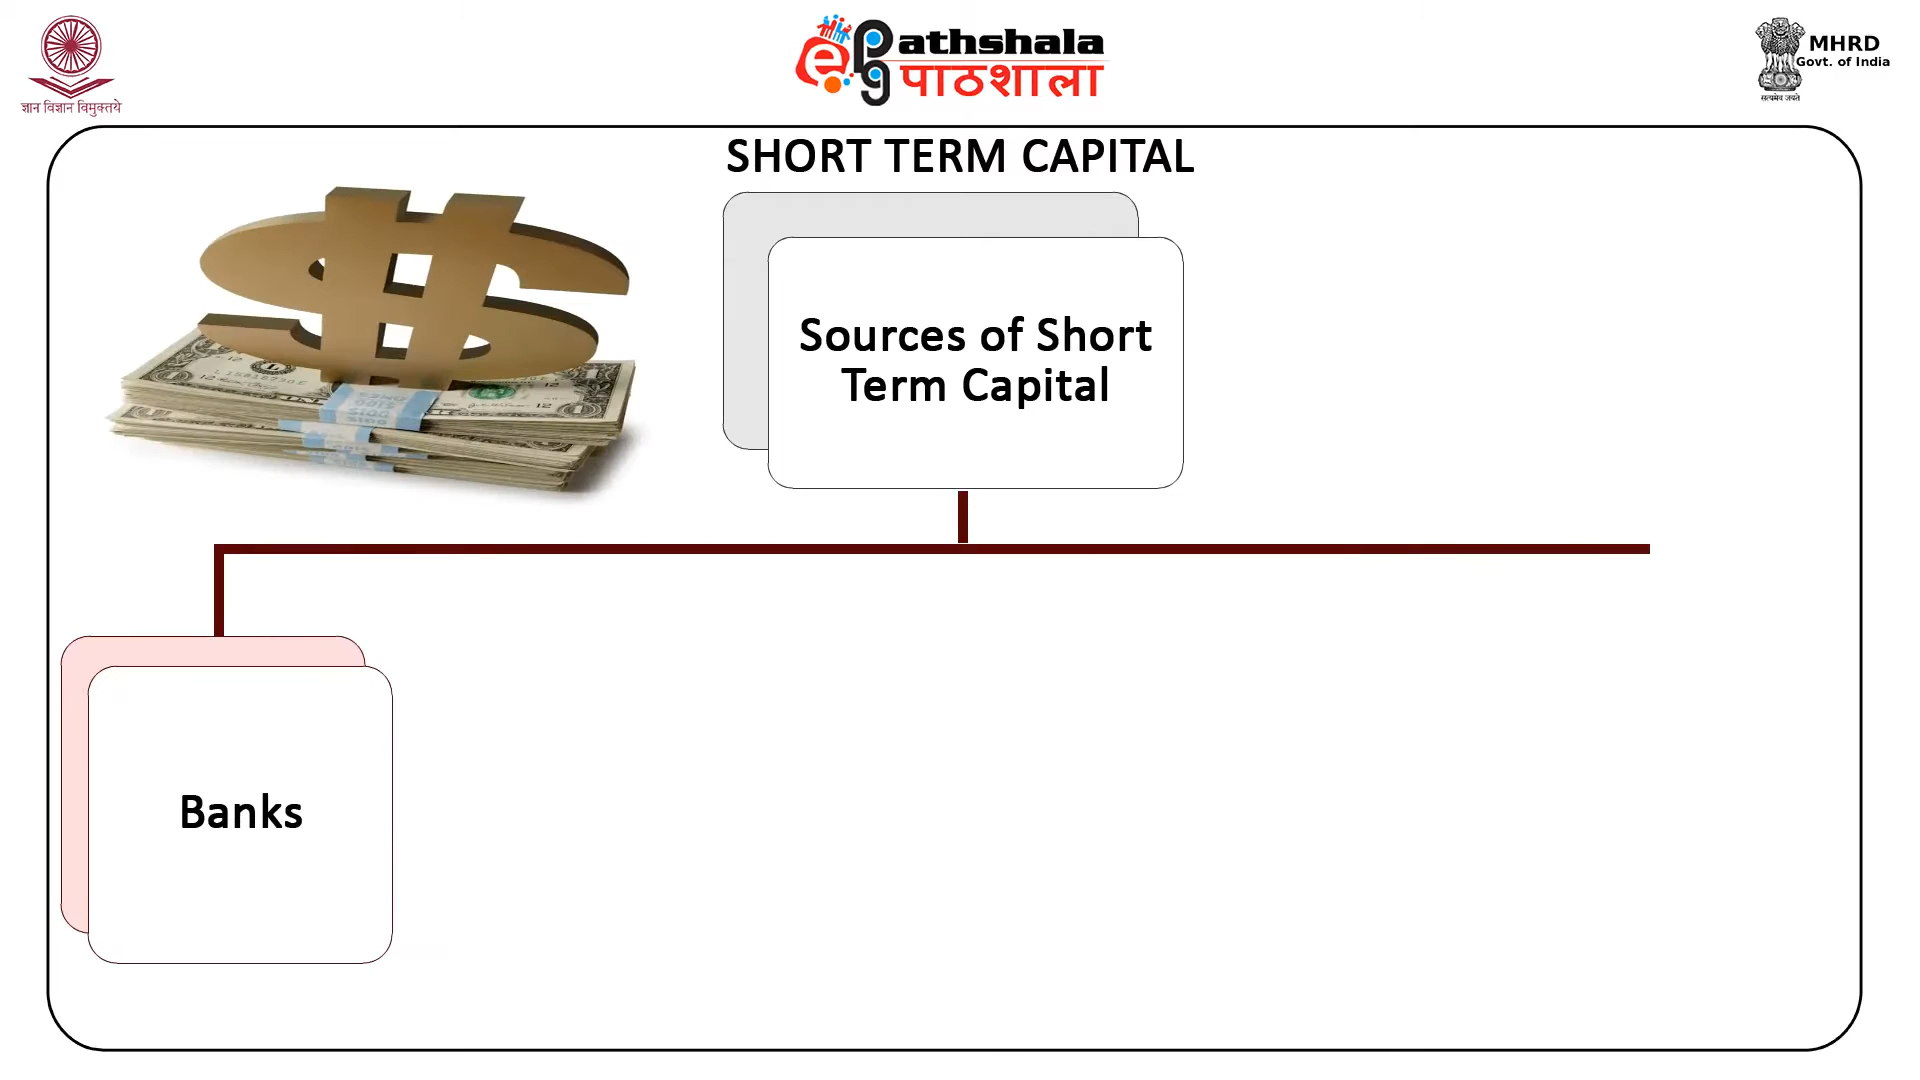 ज्ञान विज्ञान विमुक्तये
athshala
पाठशाला
MHRD
Govt. of India
सत्यमेव जयते
SHORT TERM CAPITAL
Sources of Short
Term Capital
Banks